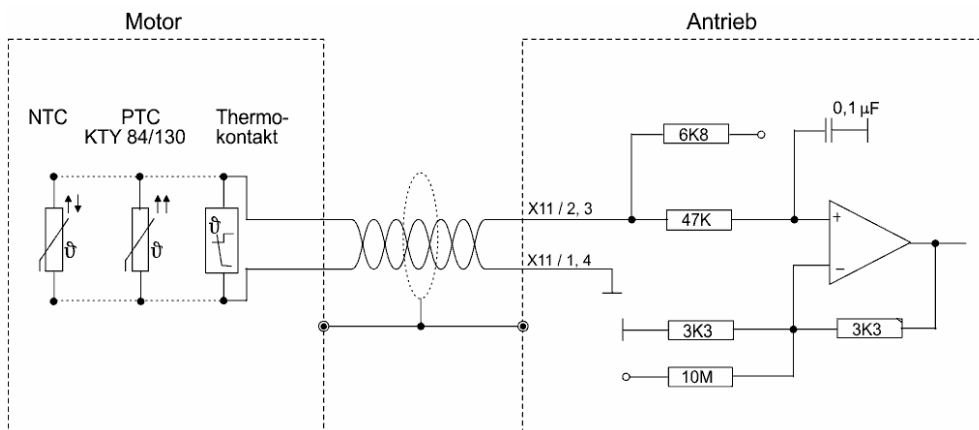 Motor
Antrieb
NTC
PTC
KTY 84/130
Thermo-
kontakt
ϑ
ϑ
ϑ
X11 / 2, 3
X11 / 1, 4
6K8
0,1 µF
47K
+
−
3K3
3K3
10M